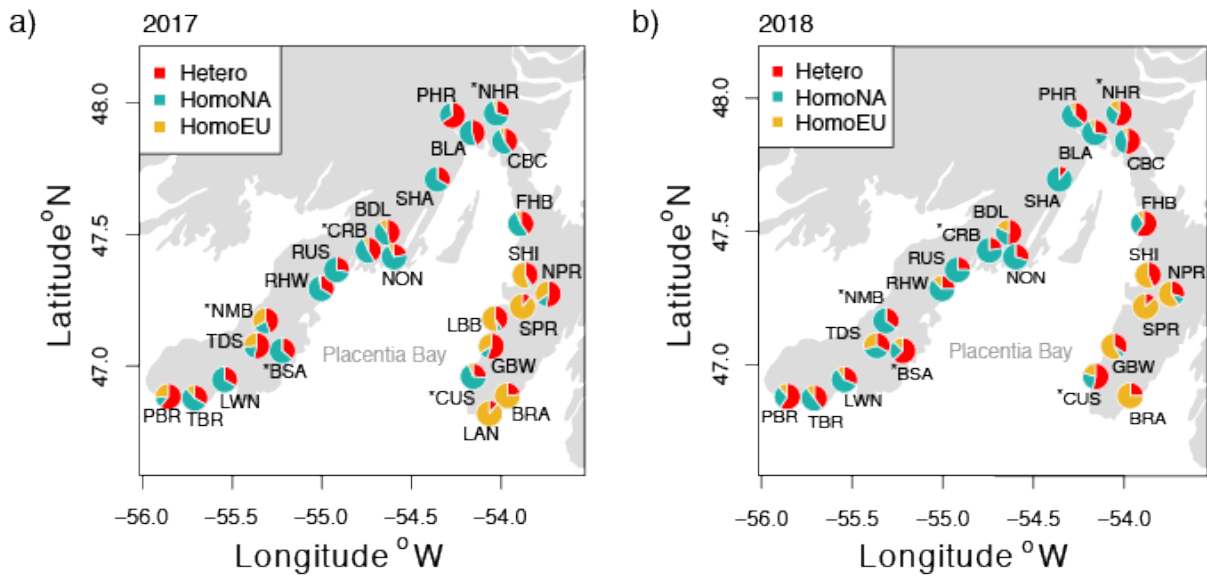 a)
2017
Hetero
HomoNA
HomoEU
PHR
*NHR
BLA
CBC
SHA
FHB
BDL
*CRB
SHI
RUS
NON
NPR
RHW
*NMB
LBB
SPR
TDS
Placentia Bay
GBW
*BSA
*CUS
PBR
LWN
BRA
TBR
LAN
48.0
47.5
47.0
Latitude °N
−56.0
−55.5
−55.0
−54.5
−54.0
Longitude °W
b)
2018
Hetero
HomoNA
HomoEU
*NHR
PHR
BLA
CBC
SHA
FHB
BDL
*CRB
SHI
RUS
NON
NPR
RHW
*NMB
SPR
TDS
Placentia Bay
GBW
*BSA
*CUS
PBR
LWN
BRA
TBR
48.0
47.5
47.0
Latitude °N
−56.0
−55.5
−55.0
−54.5
−54.0
Longitude °W